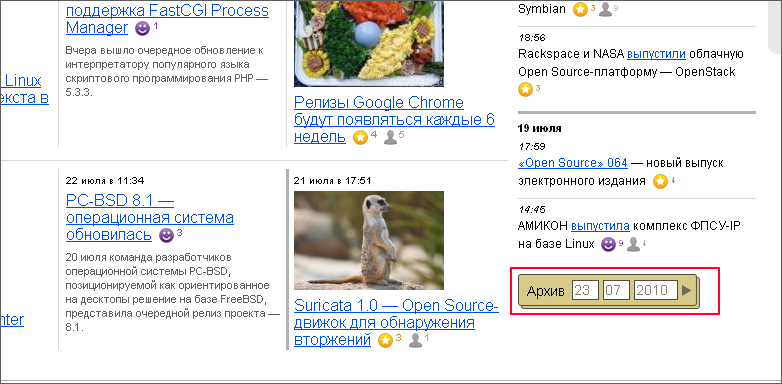 Linux
екста в
nter
поддержка FastCGI Process
Manager 1
Вчера вышло очередное обновление к
интерпретатору популярного языка
скриптового программирования PHP —
5.3.3.
22 июля в 11:34
PC-BSD 8.1 —
операционная система
обновилась 3
20 июля команда разработчиков
операционной системы PC-BSD,
позиционируемой как ориентированное
на десктопы решение на базе FreeBSD,
представила очередной релиз проекта —
8.1.
Релизы Google Chrome
будут появляться каждые 6
недель 4 5
21 июля в 17:51
Suricata 1.0 — Open Source-
движок для обнаружения
вторжений 3 1
Symbian 3 9
18:56
Rackspace и NASA выпустили облачную
Open Source-платформу — OpenStack
3
19 июля
17:59
«Open Source» 064 — новый выпуск
электронного издания 4
14:45
АМИКОН выпустила комплекс ФПСУ-IP
на базе Linux 9 4
Архив 23 07 2010